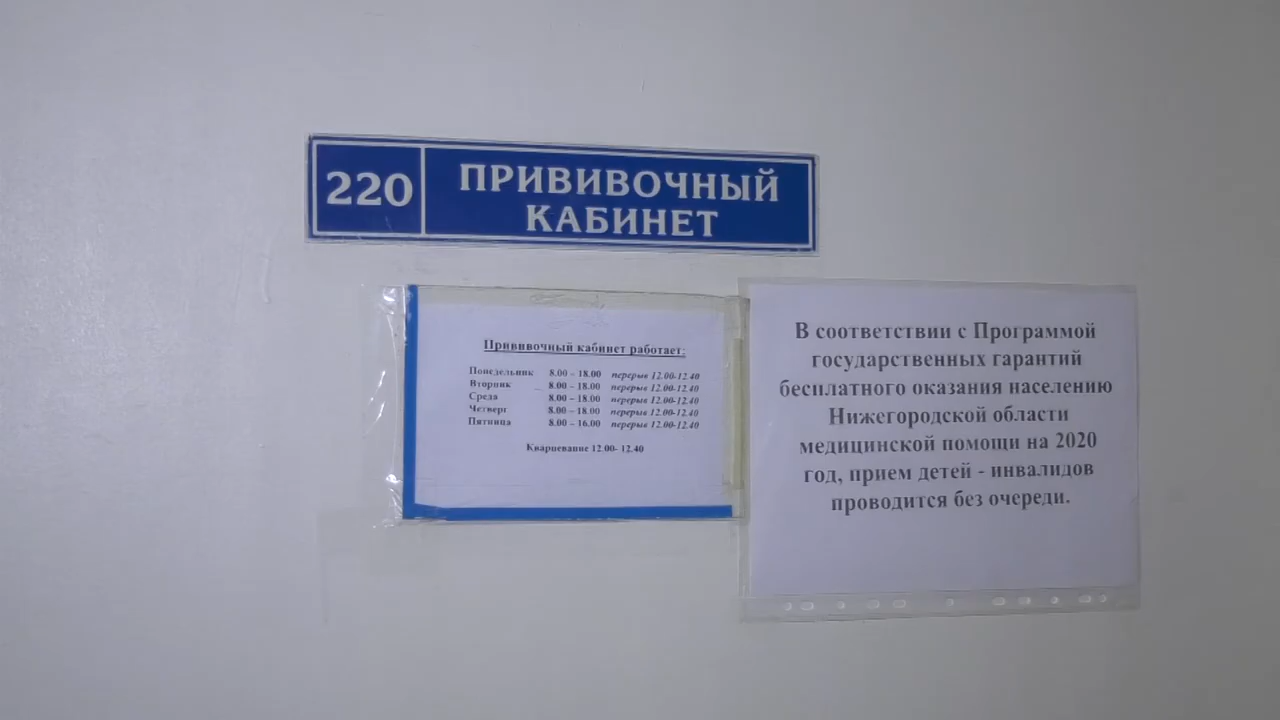 220
ПРИВИВОЧНЫЙ
КАБИНЕТ
Прививочный кабинет работает:
Понедельник 8.00 – 18.00 перерыв 12.00-12.40
Вторник 8.00 – 18.00 перерыв 12.00-12.40
Среда 8.00 – 18.00 перерыв 12.00-12.40
Четверг 8.00 – 18.00 перерыв 12.00-12.40
Пятница 8.00 – 16.00 перерыв 12.00-12.40
Кварцевание 12.00- 12.40
В соответствии с Программой
государственных гарантий
бесплатного оказания населению
Нижегородской области
медицинской помощи на 2020
год, прием детей - инвалидов
проводится без очереди.